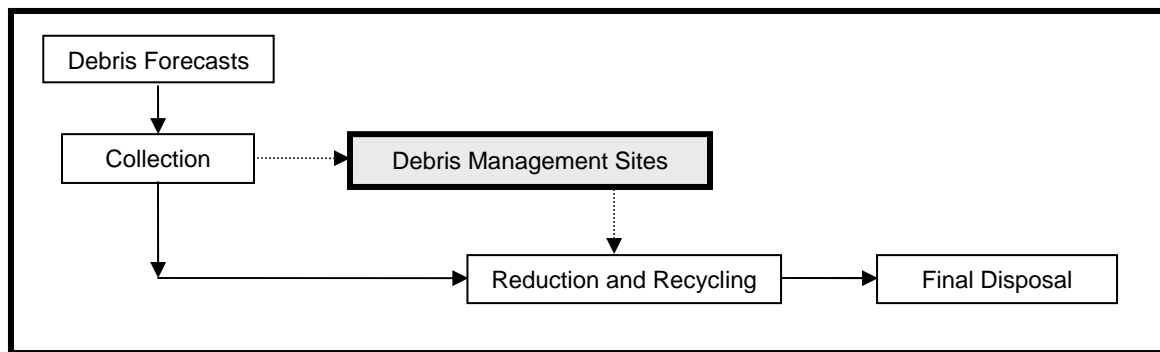 Debris Forecasts
Collection
Debris Management Sites
Reduction and Recycling
Final Disposal